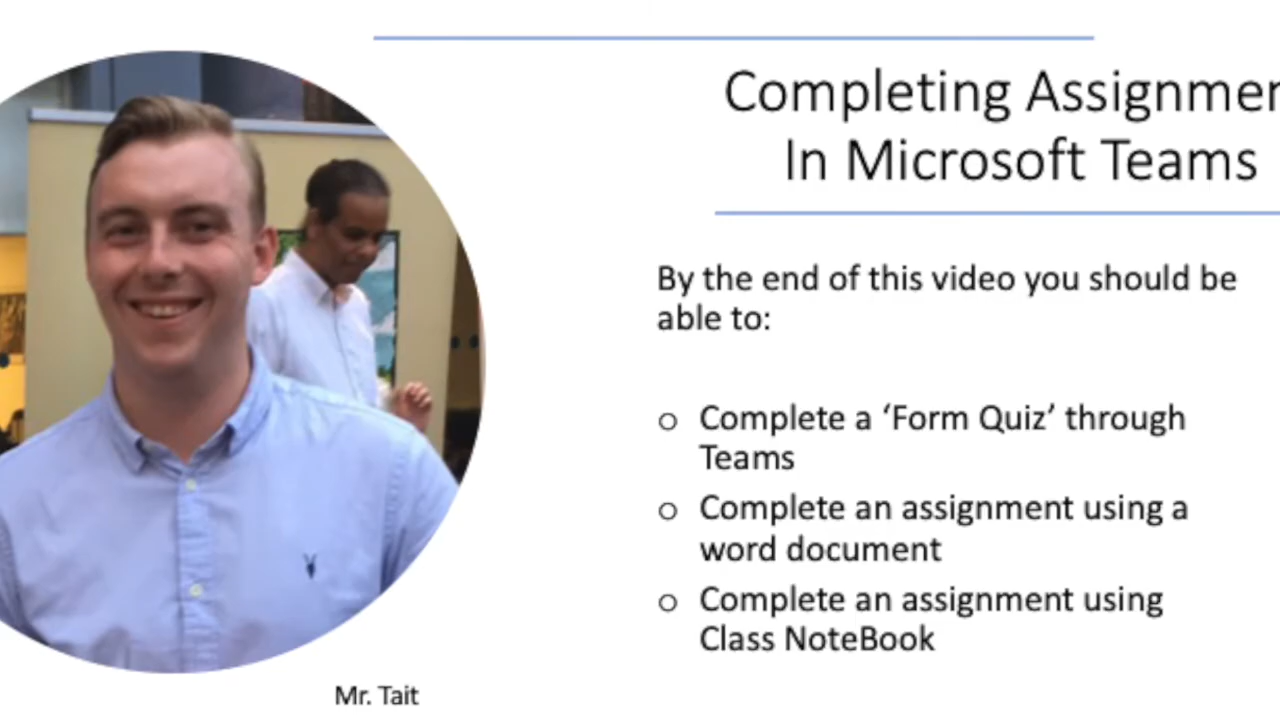 Completing Assignmen
In Microsoft Teams
By the end of this video you should be
able to:
o Complete a ‘Form Quiz’ through
Teams
o Complete an assignment using a
word document
o Complete an assignment using
Class NoteBook
Mr. Tait